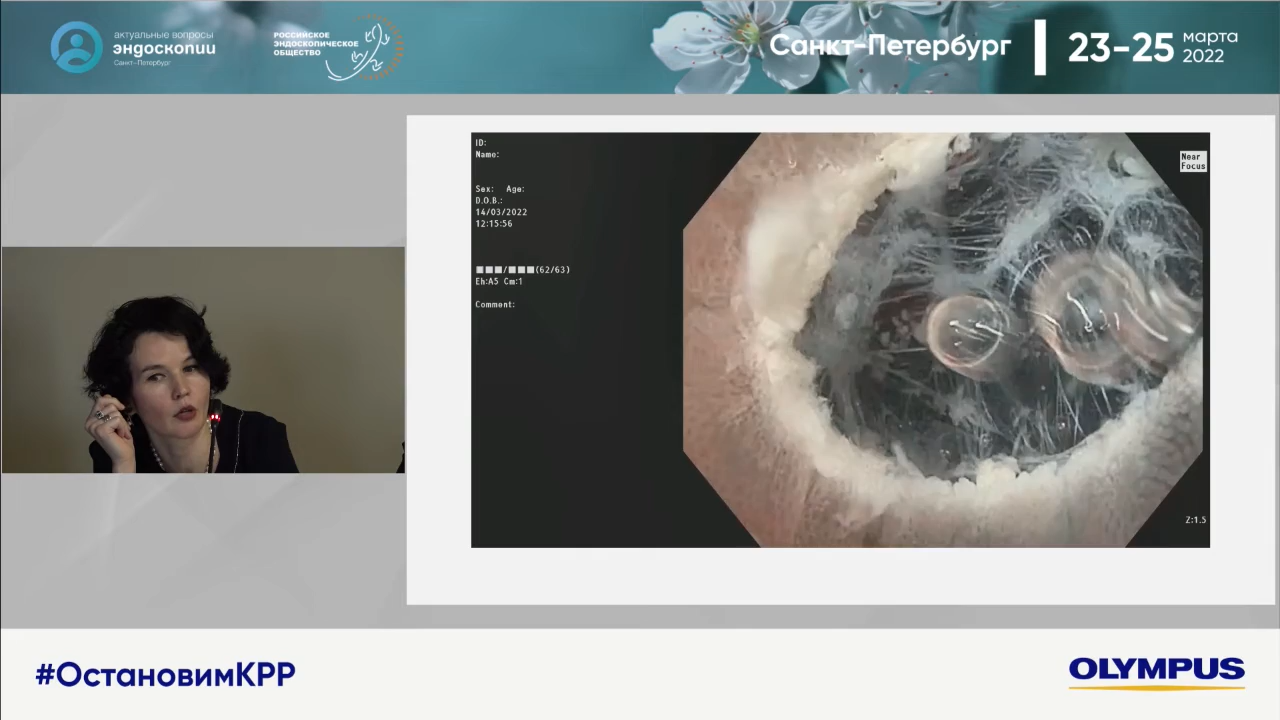 актуальные вопросы
эндоскопии
Санкт-Петербург
РОССИЙСКОЕ
ЭНДОСКОПИЧЕСКОЕ
ОБЩЕСТВО
Санкт-Петербург
23-25
марта
2022
ID:
Name:
Sex: Age:
D.O.B.:
14/03/2022
12:15:56
■■■/■■■(62/63)
Eh:A5 Cm:1
Comment:
Near
Focus
Z:1.5
#ОстановимКРР
OLYMPUS